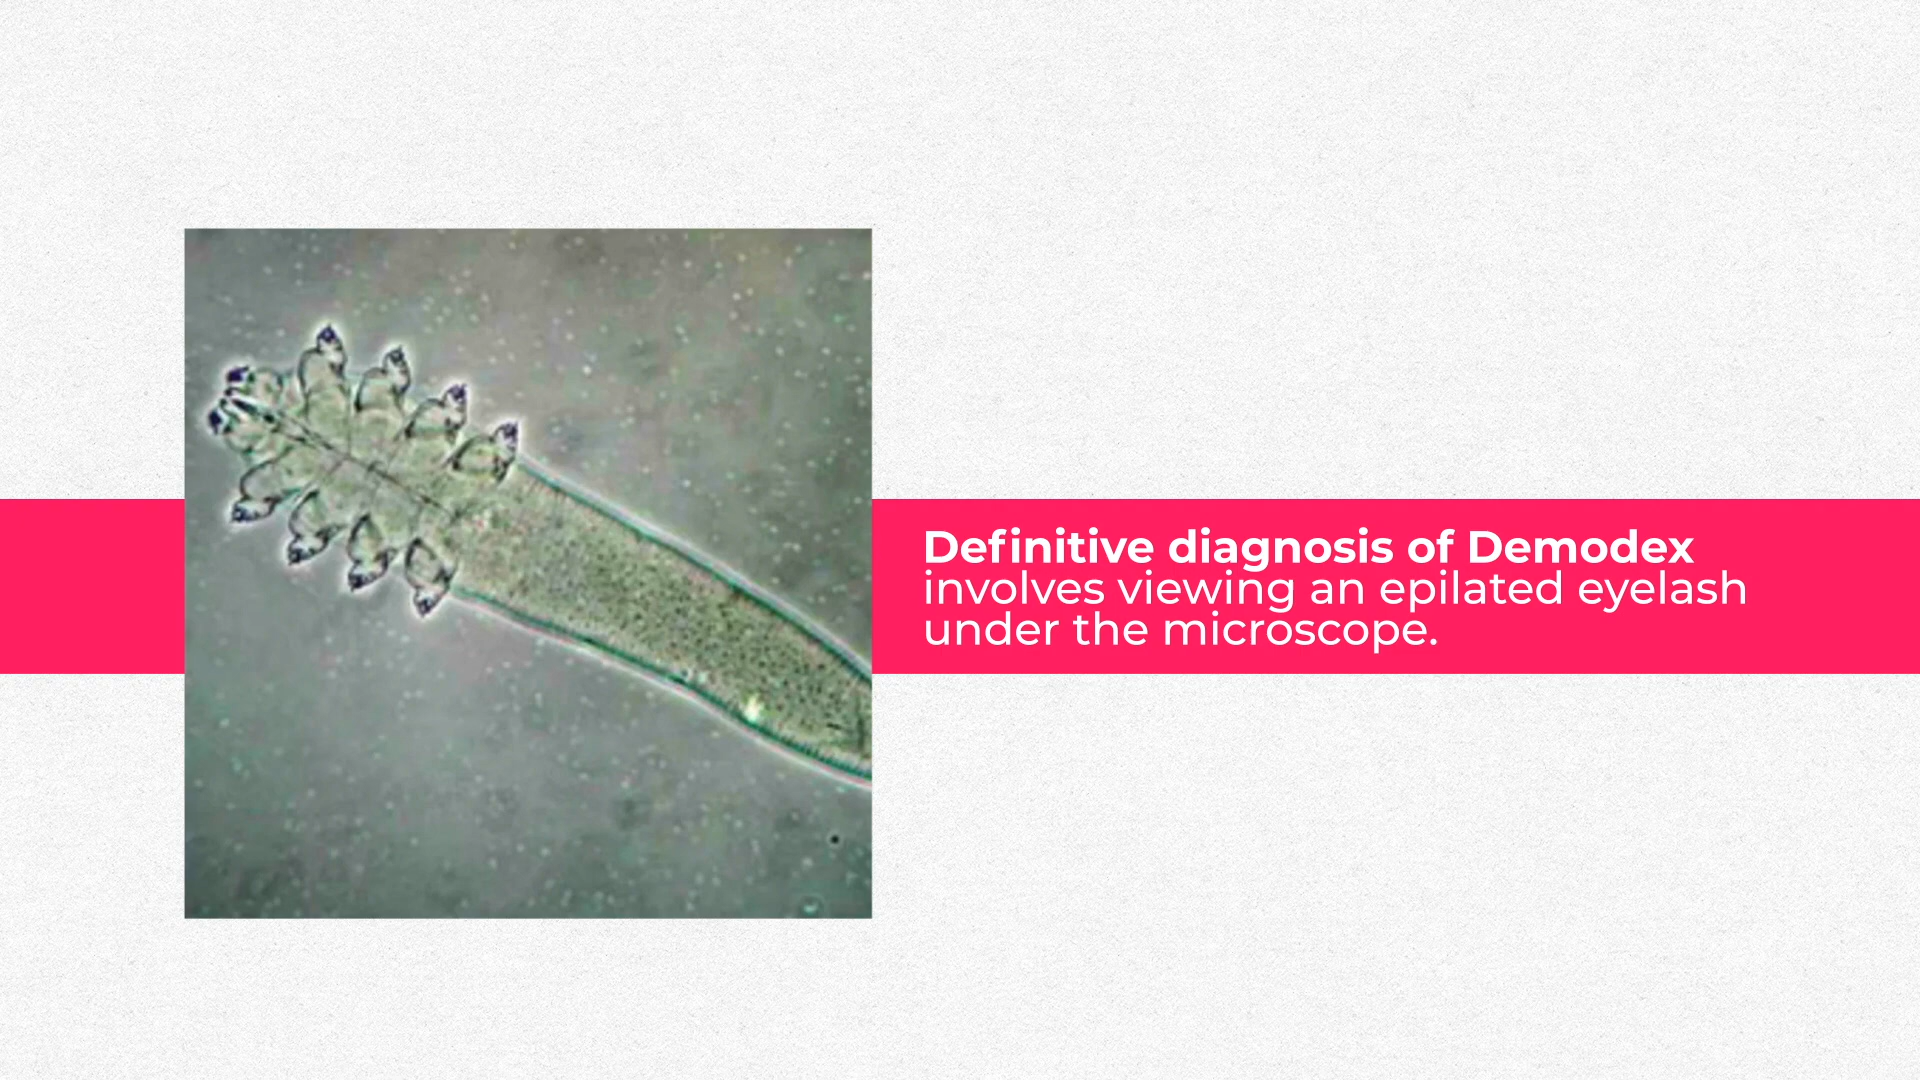 Definitive diagnosis of Demodex
involves viewing an epilated eyelash
under the microscope.